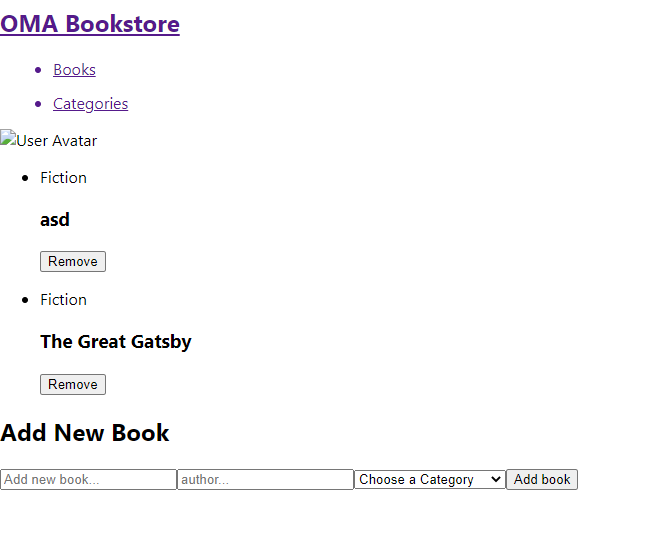 OMA Bookstore
Books
Categories
User Avatar
Fiction
asd
Remove
Fiction
The Great Gatsby
Remove
Add New Book
Add new book... author... Choose a Category Add book